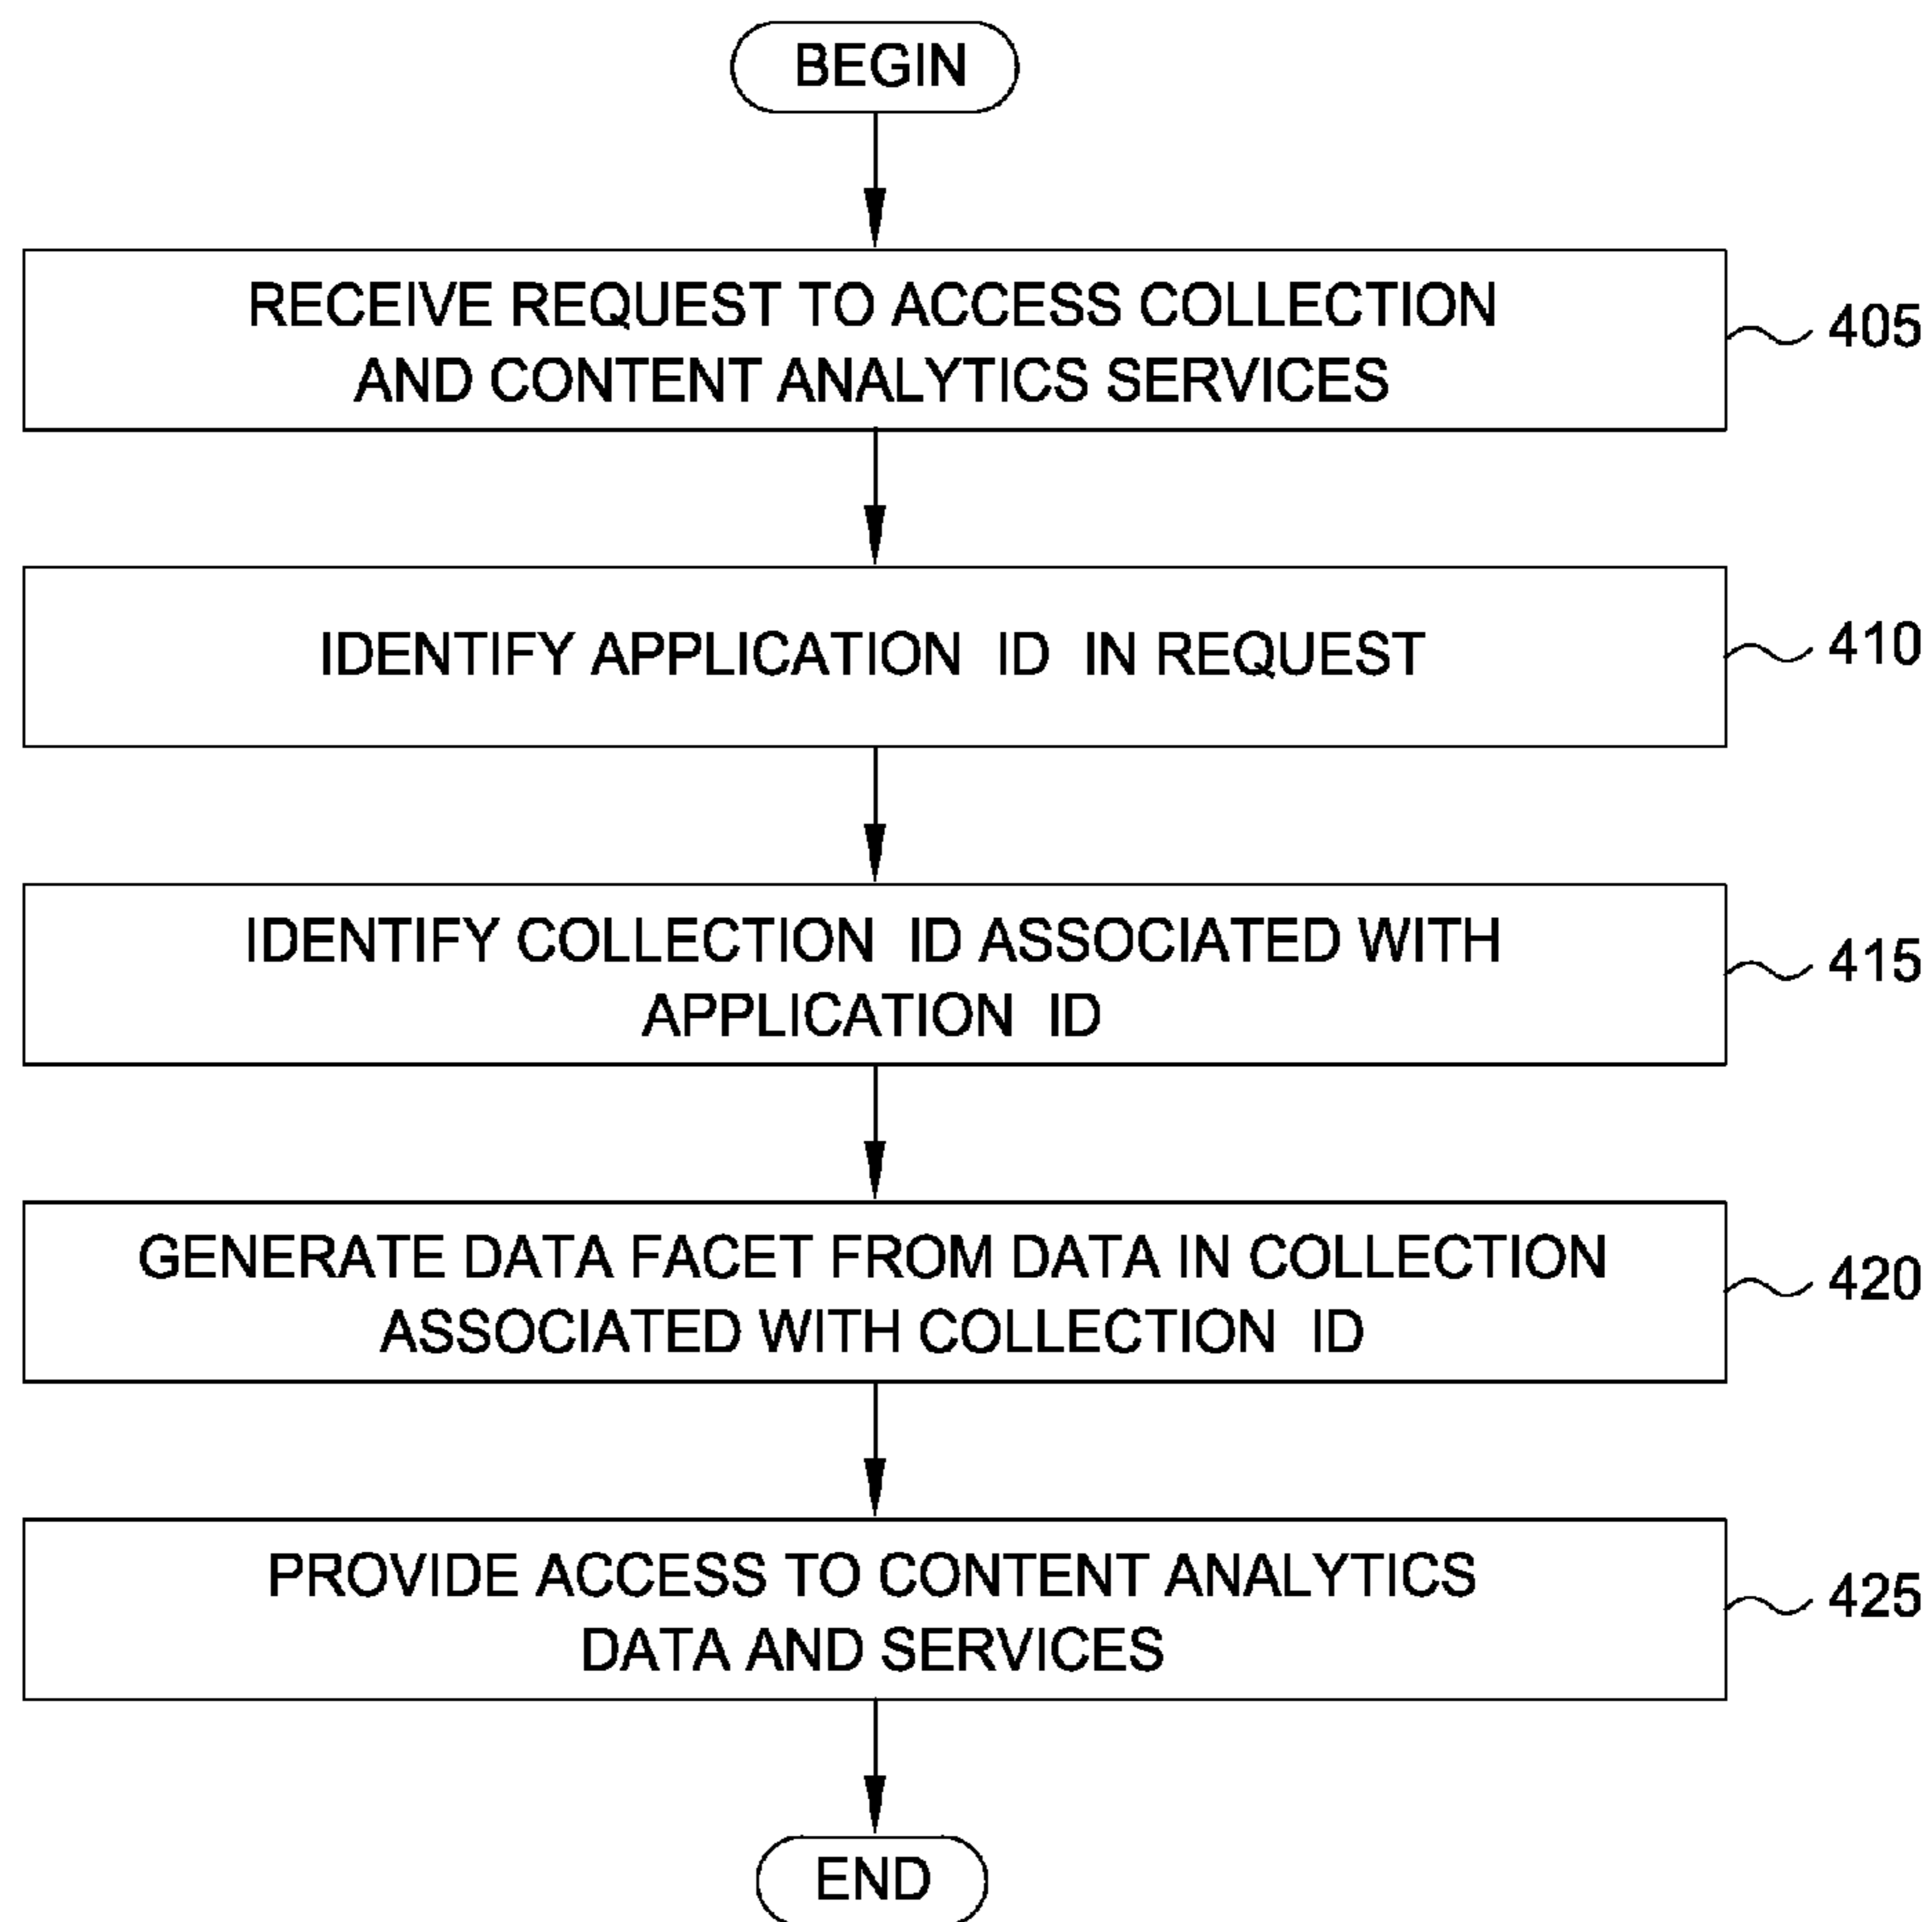 BEGIN
RECEIVE REQUEST TO ACCESS COLLECTION
AND CONTENT ANALYTICS SERVICES
405
IDENTIFY APPLICATION ID IN REQUEST
410
IDENTIFY COLLECTION ID ASSOCIATED WITH
APPLICATION ID
415
GENERATE DATA FACET FROM DATA IN COLLECTION
ASSOCIATED WITH COLLECTION ID
420
PROVIDE ACCESS TO CONTENT ANALYTICS
DATA AND SERVICES
425
END